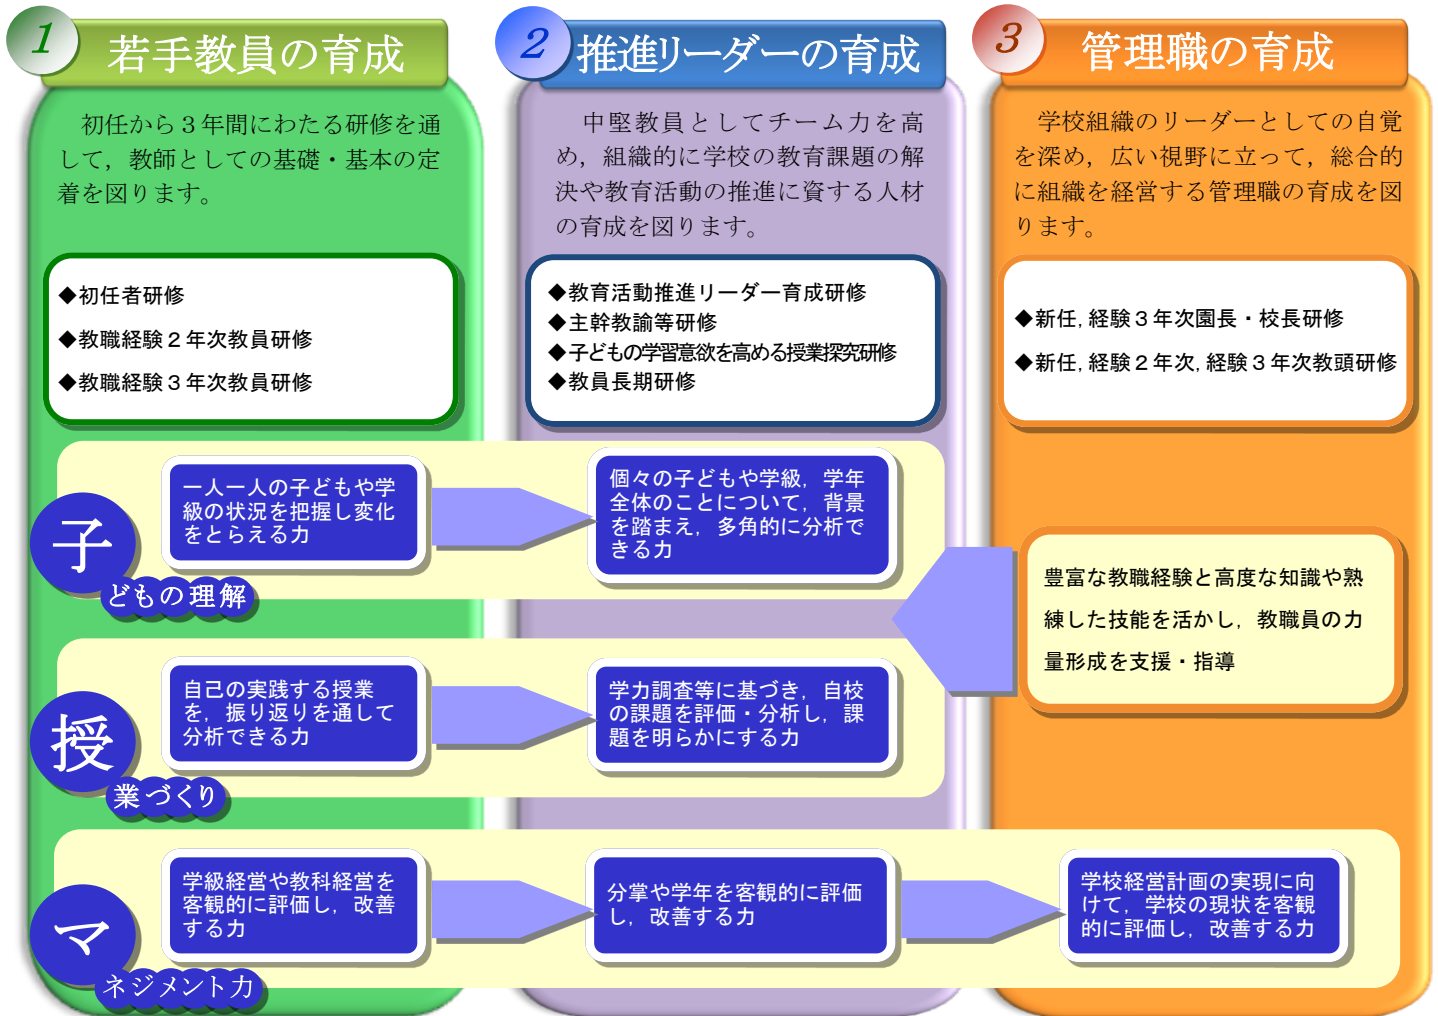 1
若手教員の育成
初任から３年間にわたる研修を通
して，教師としての基礎・基本の定
着を図ります。
◆初任者研修
◆教職経験２年次教員研修
◆教職経験３年次教員研修
2
推進リーダーの育成
中堅教員としてチーム力を高
め，組織的に学校の教育課題の解
決や教育活動の推進に資する人材
の育成を図ります。
◆教育活動推進リーダー育成研修
◆主幹教諭等研修
◆子どもの学習意欲を高める授業探究研修
◆教員長期研修
3
管理職の育成
学校組織のリーダーとしての自覚
を深め，広い視野に立って，総合的
に組織を経営する管理職の育成を図
ります。
◆新任,経験３年次園長・校長研修
◆新任,経験２年次,経験３年次教頭研修
子どもの理解
一人一人の子どもや学
級の状況を把握し変化
をとらえる力
個々の子どもや学級，学年
全体のことについて，背景
を踏まえ，多角的に分析で
きる力
豊富な教職経験と高度な知識や熟
練した技能を活かし，教職員の力
量形成を支援・指導
授業づくり
自己の実践する授業
を，振り返りを通して
分析できる力
学力調査等に基づき，自校
の課題を評価・分析し，課
題を明らかにする力
マネジメント力
学級経営や教科経営を
客観的に評価し，改善
する力
分掌や学年を客観的に評価
し，改善する力
学校経営計画の実現に向
けて，学校の現状を客観
的に評価し，改善する力